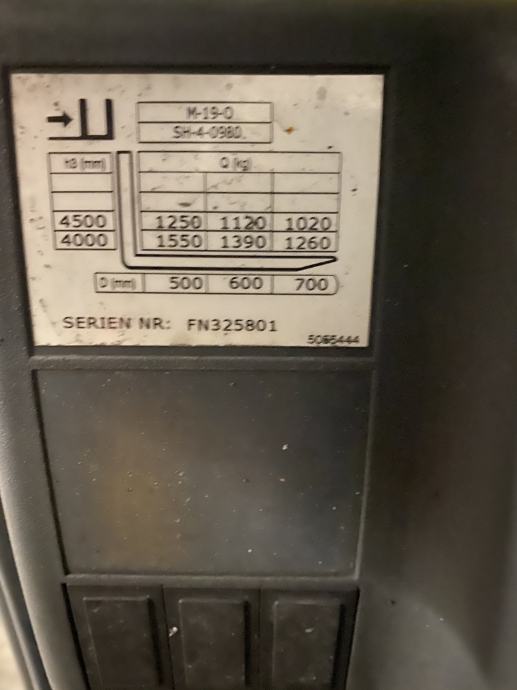 M-19-0
SH-4-0980.
h3 (mm) Q (kg)
4500 1250 1120 1020
4000 1550 1390 1260
D (mm) 500 600 700
SERIEN NR: FN325801
5065444